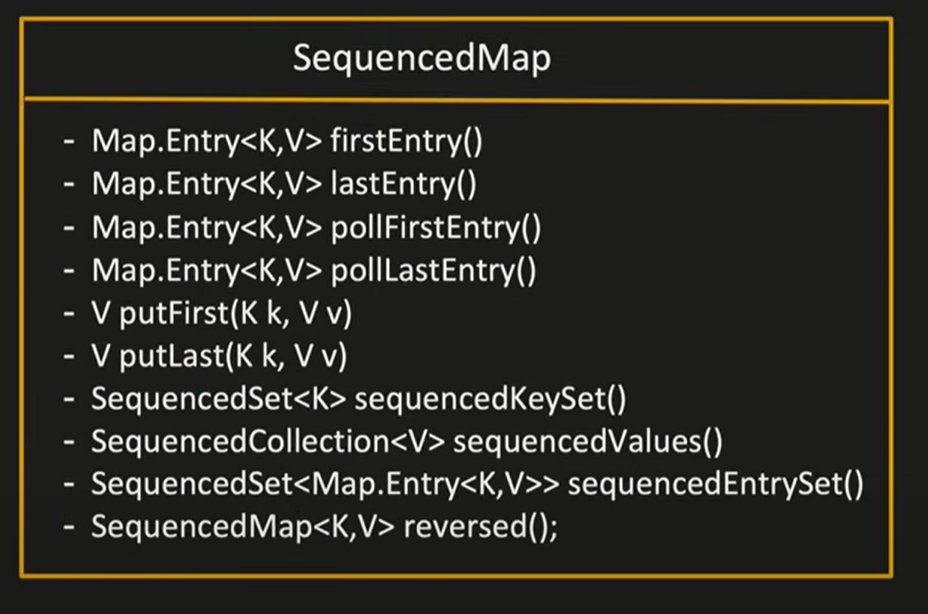 SequencedMap
- Map.Entry<K,V> firstEntry()
- Map.Entry<K,V> lastEntry()
- Map.Entry<K,V> pollFirstEntry()
- Map.Entry<K,V> pollLastEntry()
- V putFirst(K k, V v)
- V putLast(K k, V v)
- SequencedSet<K> sequencedKeySet()
- SequencedCollection<V> sequencedValues()
- SequencedSet<Map.Entry<K,V>> sequencedEntrySet()
- SequencedMap<K,V> reversed();